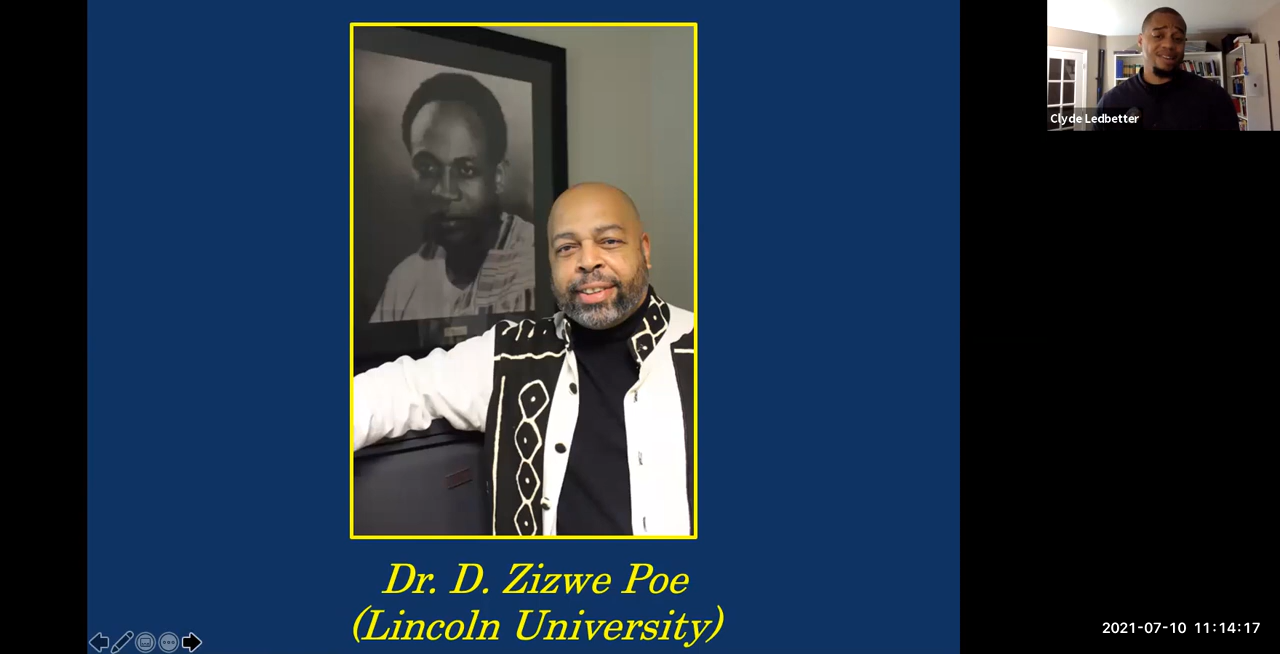 Clyde Ledbetter
Dr. D. Zizwe Poe
(Lincoln University)
2021-07-10 11:14:17